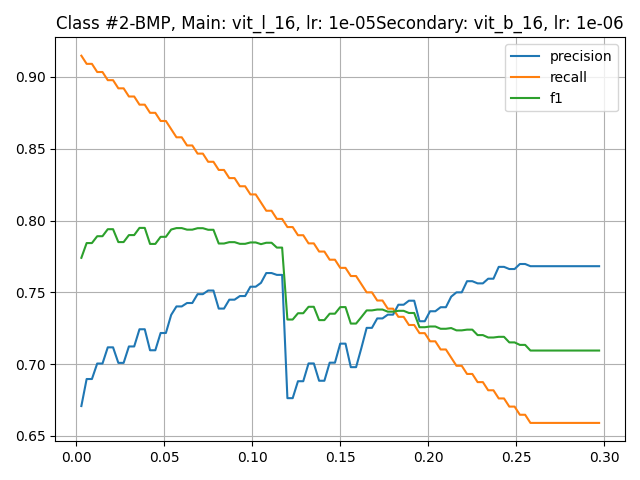 Class #2-BMP, Main: vit_l_16, lr: 1e-05Secondary: vit_b_16, lr: 1e-06
precision
recall
f1
0.90
0.85
0.80
0.75
0.70
0.65
0.00 0.05 0.10 0.15 0.20 0.25 0.30